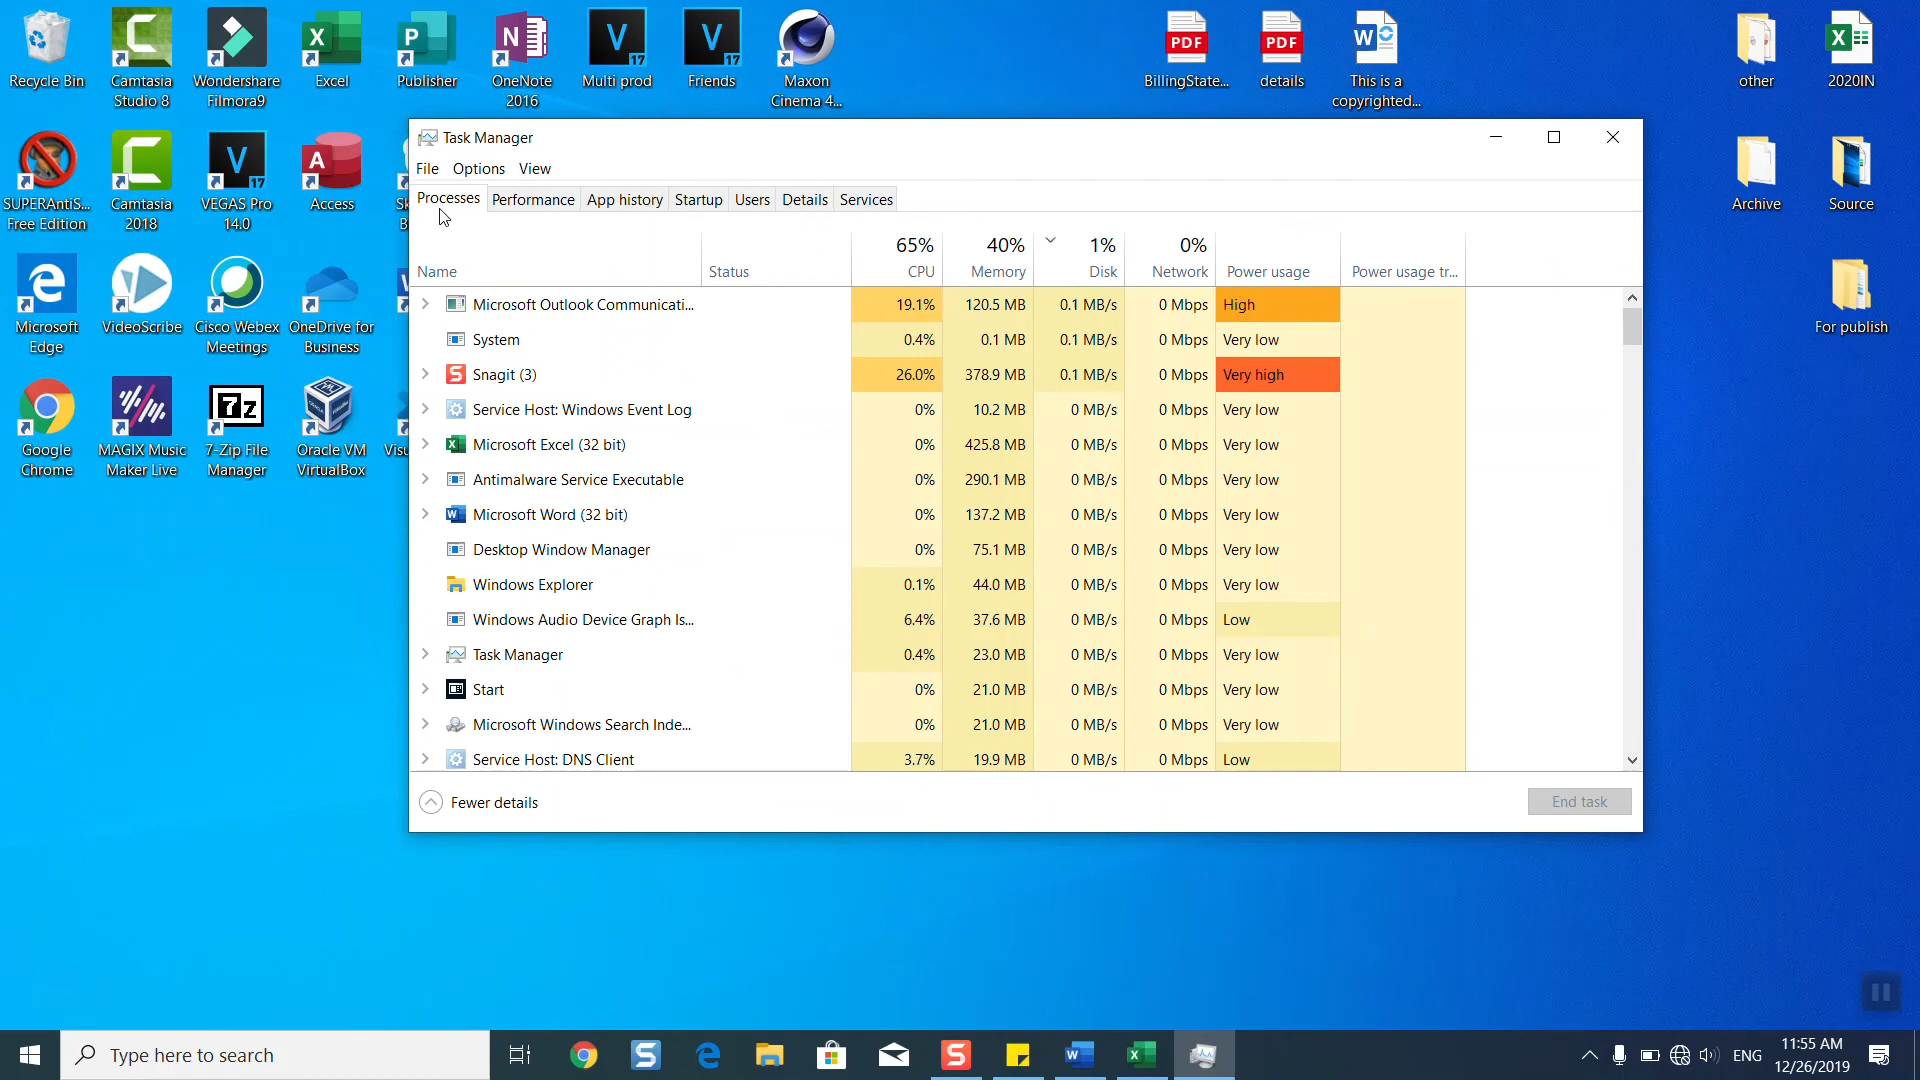 Recycle Bin
Camtasia
Studio 8
Wondershare
Filmora9
Excel
Publisher
OneNote
2016
Multi prod
Friends
Maxon
Cinema 4...
BillingState...
details
This is a
copyrighted...
other
2020IN
SUPERAntiS...
Free Edition
Camtasia
2018
VEGAS Pro
14.0
Access
Archive
Source
Microsoft
Edge
VideoScribe
Cisco Webex
Meetings
OneDrive for
Business
For publish
Google
Chrome
MAGIX Music
Maker Live
7-Zip File
Manager
Oracle VM
VirtualBox
PDF
PDF
Task Manager
File Options View
Processes Performance App history Startup Users Details Services
65% 40% 1% 0%
Name Status CPU Memory Disk Network Power usage Power usage tr...
Microsoft Outlook Communicati... 19.1% 120.5 MB 0.1 MB/s 0 Mbps High
System 0.4% 0.1 MB 0.1 MB/s 0 Mbps Very low
Snagit (3) 26.0% 378.9 MB 0.1 MB/s 0 Mbps Very high
Service Host: Windows Event Log 0% 10.2 MB 0 MB/s 0 Mbps Very low
Microsoft Excel (32 bit) 0% 425.8 MB 0 MB/s 0 Mbps Very low
Antimalware Service Executable 0% 290.1 MB 0 MB/s 0 Mbps Very low
Microsoft Word (32 bit) 0% 137.2 MB 0 MB/s 0 Mbps Very low
Desktop Window Manager 0% 75.1 MB 0 MB/s 0 Mbps Very low
Windows Explorer 0.1% 44.0 MB 0 MB/s 0 Mbps Very low
Windows Audio Device Graph Is... 6.4% 37.6 MB 0 MB/s 0 Mbps Low
Task Manager 0.4% 23.0 MB 0 MB/s 0 Mbps Very low
Start 0% 21.0 MB 0 MB/s 0 Mbps Very low
Microsoft Windows Search Inde... 0% 21.0 MB 0 MB/s 0 Mbps Very low
Service Host: DNS Client 3.7% 19.9 MB 0 MB/s 0 Mbps Low
Fewer details
End task
Type here to search
ENG
11:55 AM
12/26/2019